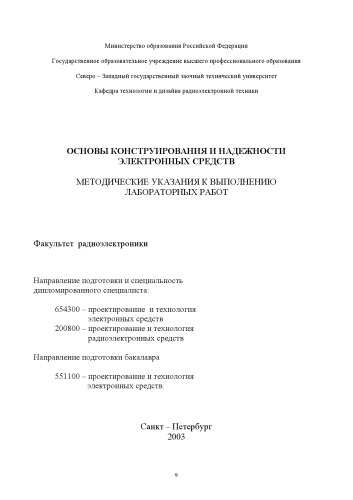 Министерство образования Российской Федерации
Государственное образовательное учреждение высшего профессионального образования
Северо – Западный государственный заочный технический университет
Кафедра технологии и дизайна радиоэлектронной техники
ОСНОВЫ КОНСТРУИРОВАНИЯ И НАДЕЖНОСТИ
ЭЛЕКТРОННЫХ СРЕДСТВ
МЕТОДИЧЕСКИЕ УКАЗАНИЯ К ВЫПОЛНЕНИЮ
ЛАБОРАТОРНЫХ РАБОТ
Факультет радиоэлектроники
Направление подготовки и специальность
дипломированного специалиста:
654300 – проектирование и технология
электронных средств
200800 – проектирование и технология
радиоэлектронных средств
Направление подготовки бакалавра
551100 – проектирование и технология
электронных средств.
Санкт – Петербург
2003
9